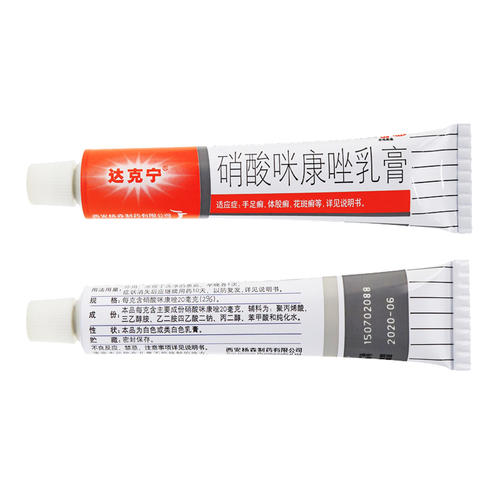 达克宁®
硝酸咪康唑乳膏
适应症：手足癣、体股癣、花斑癣等，详见说明书。
西安杨森制药有限公司
症状消失后应继续用药10天，以防复发，详见说明书。
规 格：每克含硝酸咪康唑20毫克(2%)。
成 份：本品每克含主要成份硝酸咪康唑20毫克，辅料为：聚丙烯酸、
三乙醇胺、乙二胺四乙酸二钠、丙二醇、苯甲酸和纯化水。
性 状：本品为白色或类白色乳膏。
贮 藏：密封保存。
不良反应、禁忌、注意事项详见说明书。
西安杨森制药有限公司
150702088
2020-06